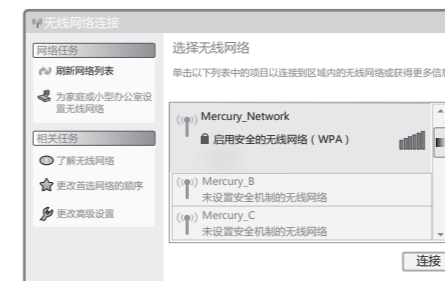 无线网络连接
网络任务
刷新网络列表
为家庭或小型办公室设
置无线网络
相关任务
了解无线网络
更改首选网络的顺序
更改高级设置
选择无线网络
单击以下列表中的项目以连接到区域内的无线网络或获得更多信息
Mercury_Network
启用安全的无线网络(WPA)
Mercury_B
未设置安全机制的无线网络
Mercury_C
未设置安全机制的无线网络
连接